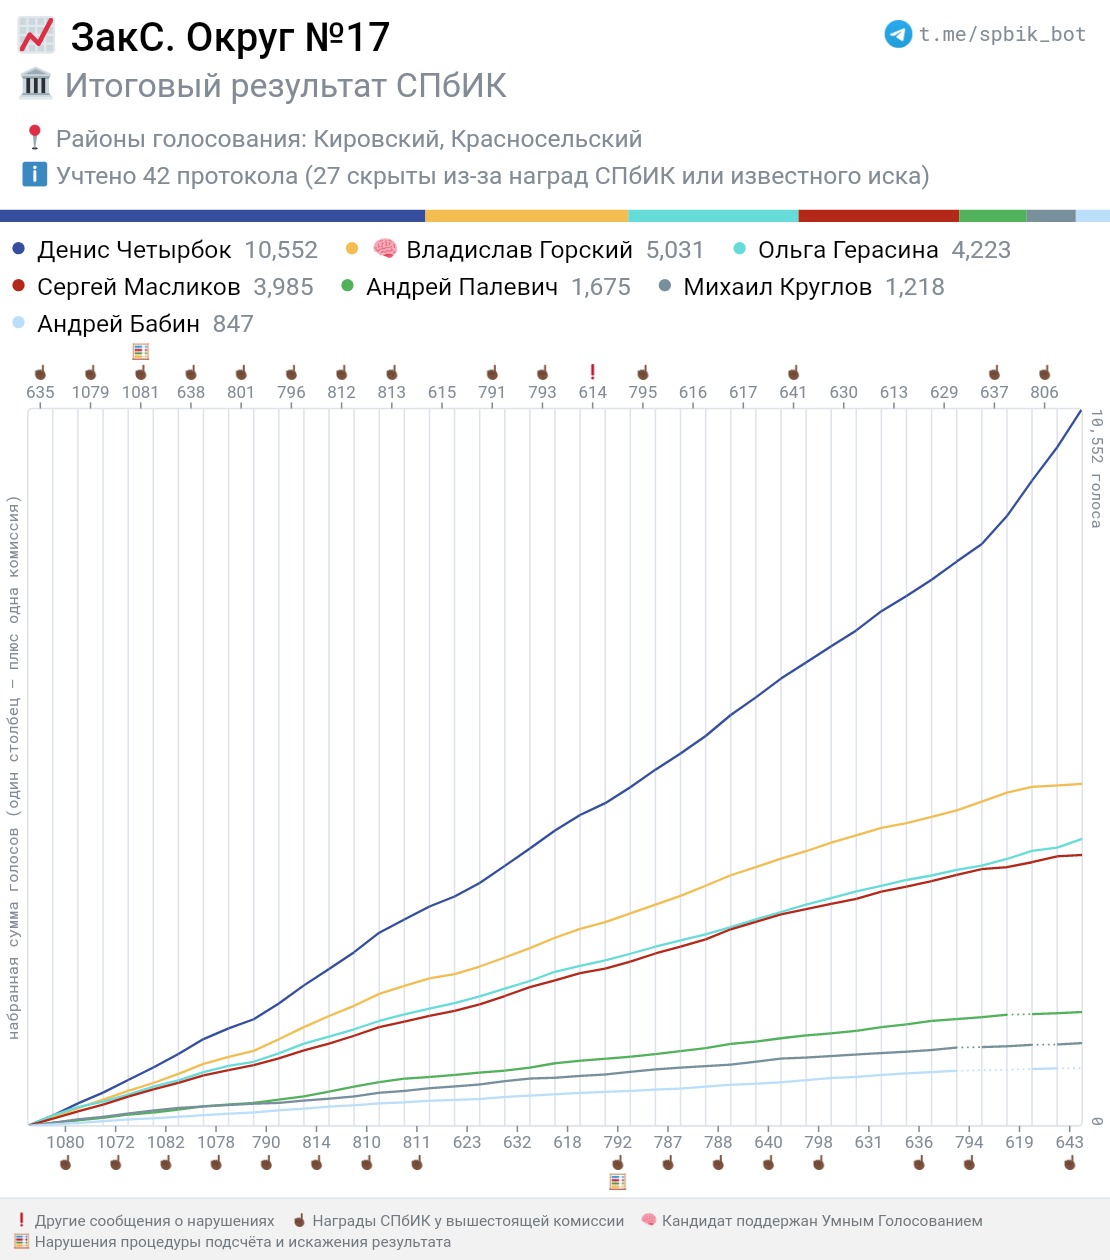 ЗакС. Округ №17
t.me/spbik_bot
Итоговый результат СПбИК
Районы голосования: Кировский, Красносельский
Учтено 42 протокола (27 скрыты из-за наград СПбИК или известного иска)
Денис Четырбок 10,552 Владислав Горский 5,031 Ольга Герасина 4,223
Сергей Масликов 3,985 Андрей Палевич 1,675 Михаил Круглов 1,218
Андрей Бабин 847
635 1079 1081 638 801 796 812 813 615 791 793 614 795 616 617 641 630 613 629 637 806
10,552 голоса
набранная сумма голосов (один столбец – плюс одна комиссия)
0
1080 1072 1082 1078 790 814 810 811 623 632 618 792 787 788 640 798 631 636 794 619 643
Другие сообщения о нарушениях Награды СПбИК у вышестоящей комиссии Кандидат поддержан Умным Голосованием
Нарушения процедуры подсчёта и искажения результата